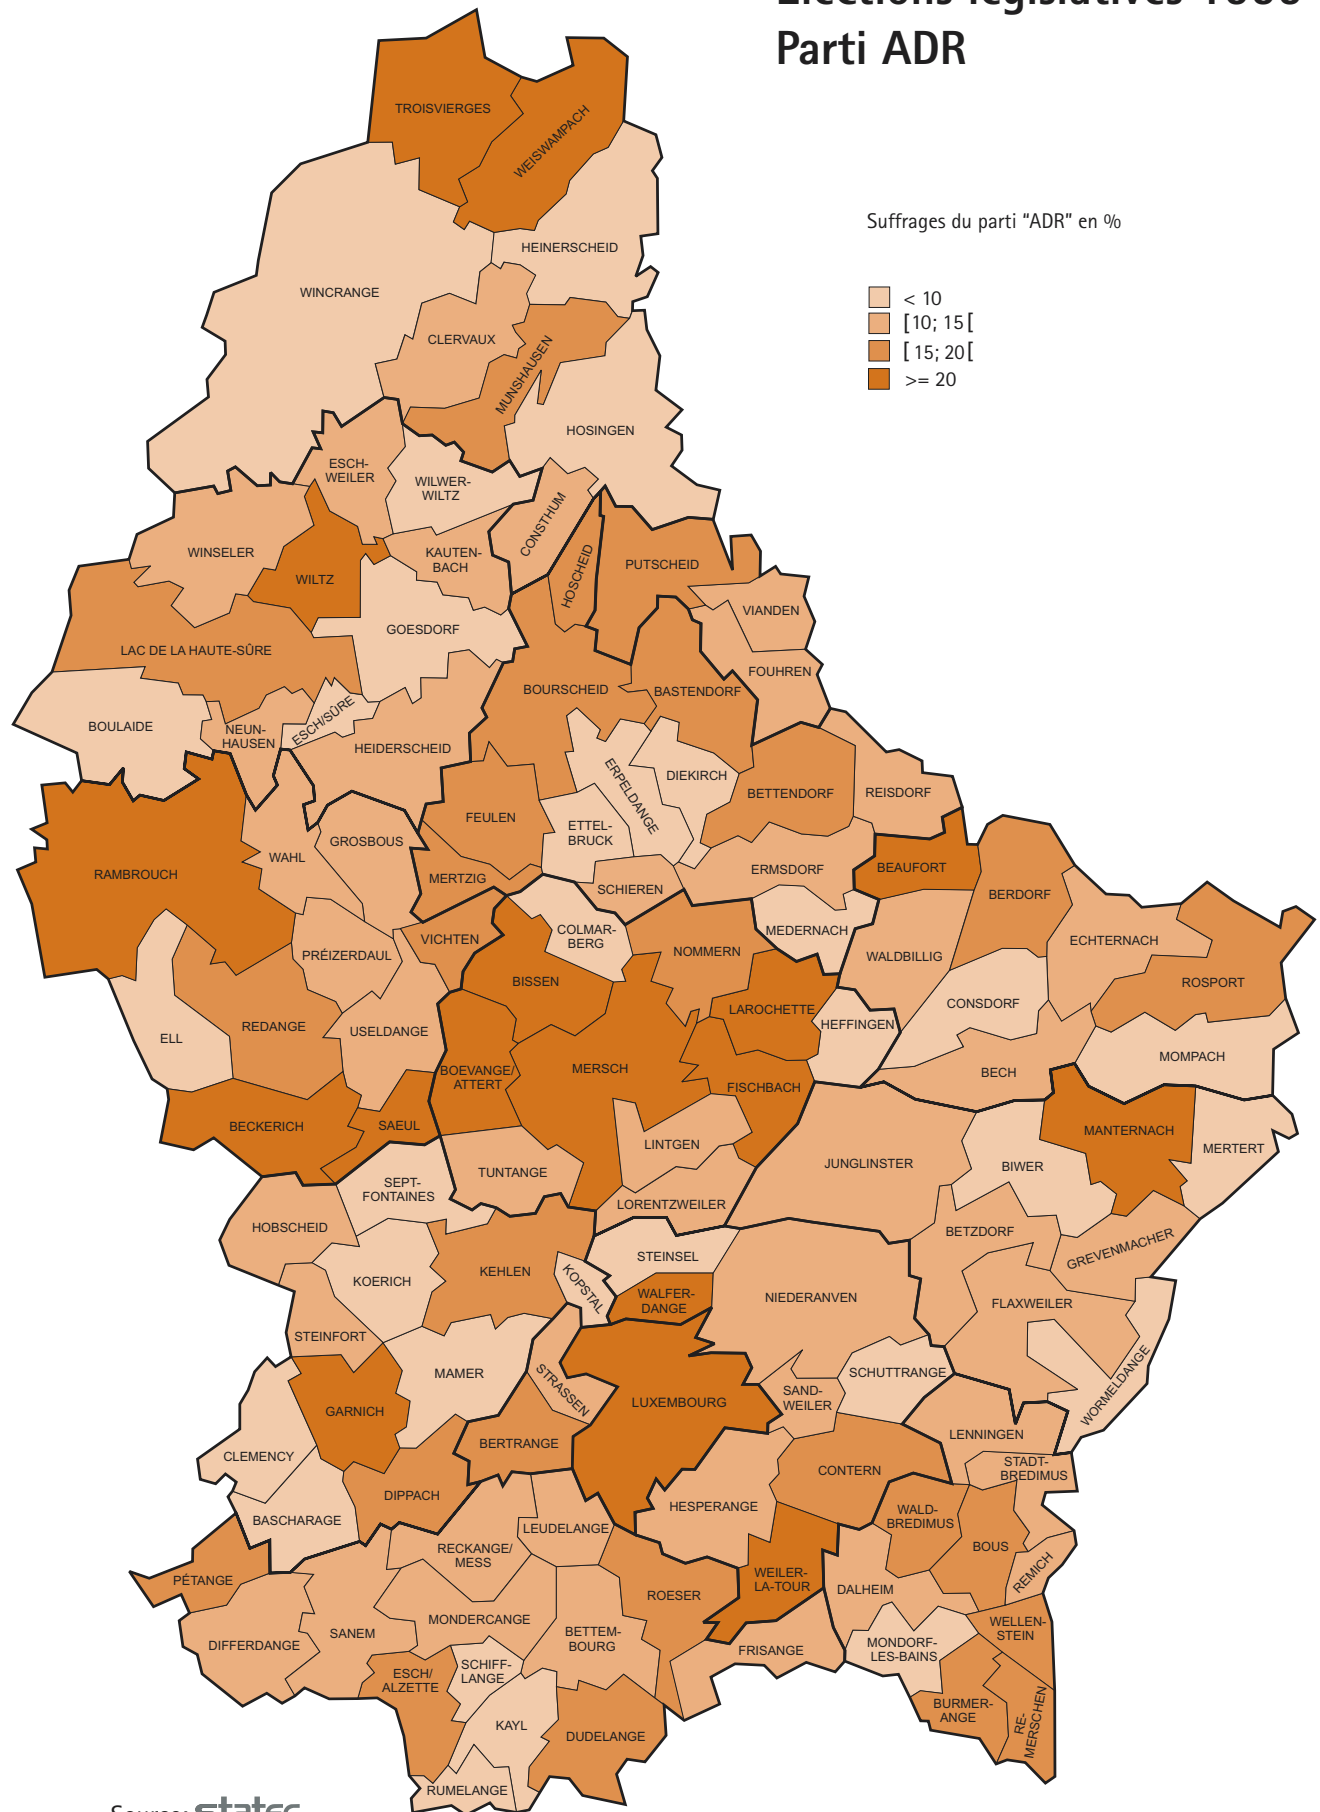 Parti ADR
Suffrages du parti “ADR” en %
< 10
[10; 15[
[15; 20[
>= 20
TROISVIERGES
WEISWAMPACH
HEINERSCHEID
WINCRANGE
CLERVAUX
MUNSHAUSEN
HOSINGEN
ESCH-
WEILER
WILWER-
WILTZ
CONSTHUM
WINSELER
WILTZ
KAUTEN-
BACH
HOSCHEID
PUTSCHEID
VIANDEN
GOESDORF
LAC DE LA HAUTE-SÛRE
FOUHREN
BOURSCHEID
BASTENDORF
BOULAIDE
NEUN-
HAUSEN
ESCH/SÛRE
HEIDERSCHEID
ERPELDANGE
DIEKIRCH
BETTENDORF
REISDORF
FEULEN
ETTEL-
BRUCK
GROSBOUS
WAHL
RAMBROUCH
MERTZIG
SCHIEREN
ERMSDORF
BEAUFORT
BERDORF
VICHTEN
COLMAR-
BERG
MEDERNACH
NOMMERN
WALDBILLIG
ECHTERNACH
PRÉIZERDAUL
BISSEN
ROSPORT
LAROCHETTE
CONSDORF
HEFFINGEN
REDANGE
USELDANGE
ELL
MOMPACH
BOEVANGE/
ATTERT
MERSCH
FISCHBACH
BECH
BECKERICH
SAEUL
MANTERNACH
LINTGEN
MERTERT
JUNGLINSTER
BIWER
TUNTANGE
SEPT-
FONTAINES
LORENTZWEILER
HOBSCHEID
BETZDORF
GREVENMACHER
STEINSEL
KEHLEN
KOERICH
KOPSTAL
WALFER-
DANGE
NIEDERANVEN
FLAXWEILER
STEINFORT
MAMER
STRASSEN
SCHUTTRANGE
WORMELDANGE
LUXEMBOURG
SAND-
WEILER
GARNICH
LENNINGEN
BERTRANGE
CLEMENCY
CONTERN
STADT-
BREDIMUS
DIPPACH
HESPERANGE
WALD-
BREDIMUS
BASCHARAGE
LEUDELANGE
BOUS
RECKANGE/
MESS
REMICH
PÉTANGE
WEILER-
LA-TOUR
DALHEIM
ROESER
MONDERCANGE
WELLEN-
STEIN
DIFFERDANGE
SANEM
BETTEM-
BOURG
FRISANGE
MONDORF-
LES-BAINS
SCHIFF-
LANGE
ESCH/
ALZETTE
BURMER-
ANGE
RE-
MERSCHEN
KAYL
DUDELANGE
RUMELANGE